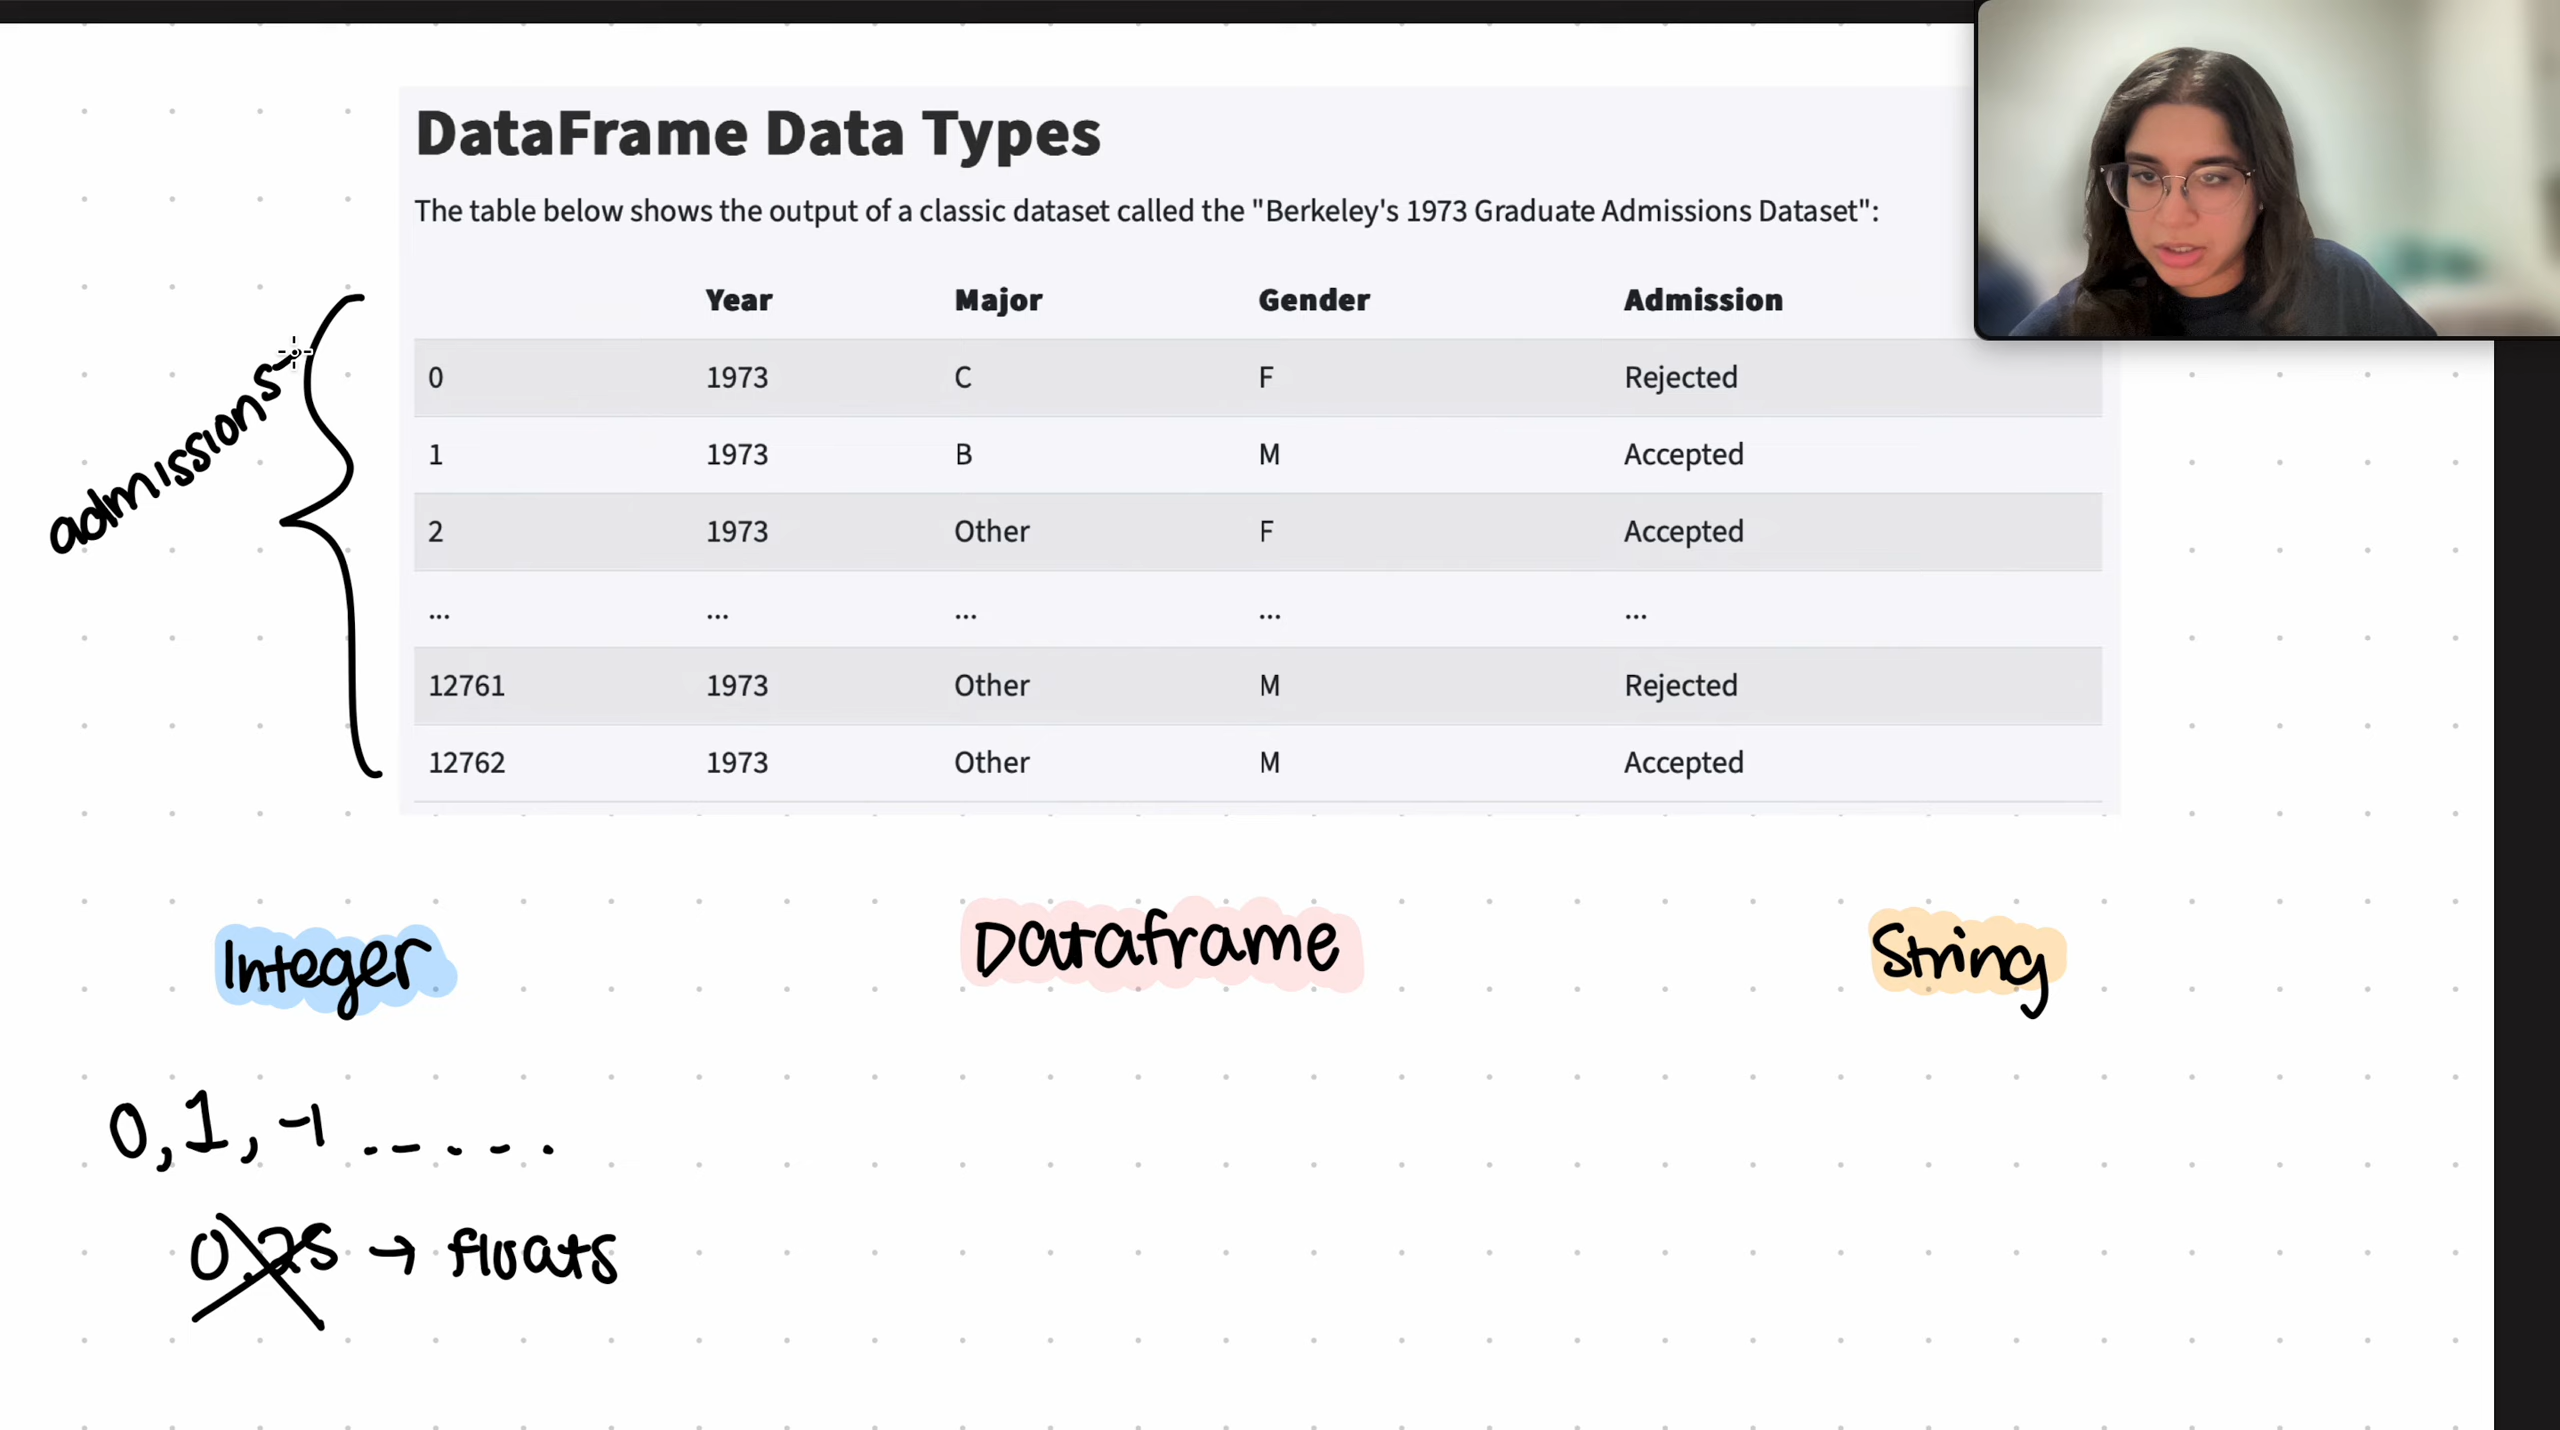 DataFrame Data Types
The table below shows the output of a classic dataset called the "Berkeley's 1973 Graduate Admissions Dataset":
Year Major Gender Admission
0 1973 C F Rejected
1 1973 B M Accepted
2 1973 Other F Accepted
... ... ... ... ...
12761 1973 Other M Rejected
12762 1973 Other M Accepted
admissions
Integer Dataframe String
0, 1, -1 . - . - .
0.25 → floats